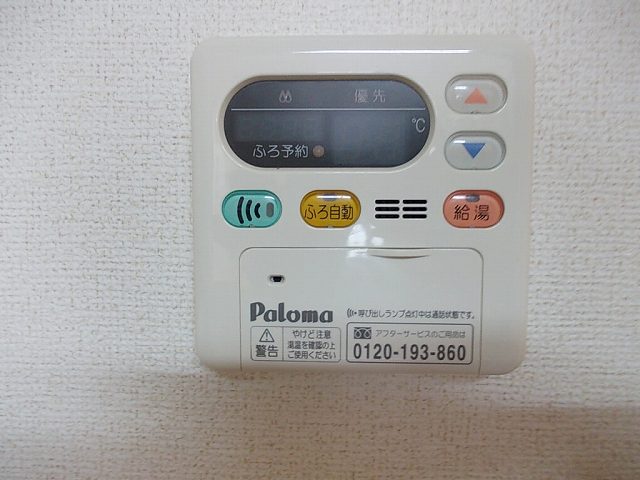 優先
℃
ふろ予約
ふろ自動
給湯
Paloma
呼び出しランプ点灯中は通話状態です。
警告
やけど注意
湯温を確認の上
ご使用ください
アフターサービスのご用命は
0120-193-860